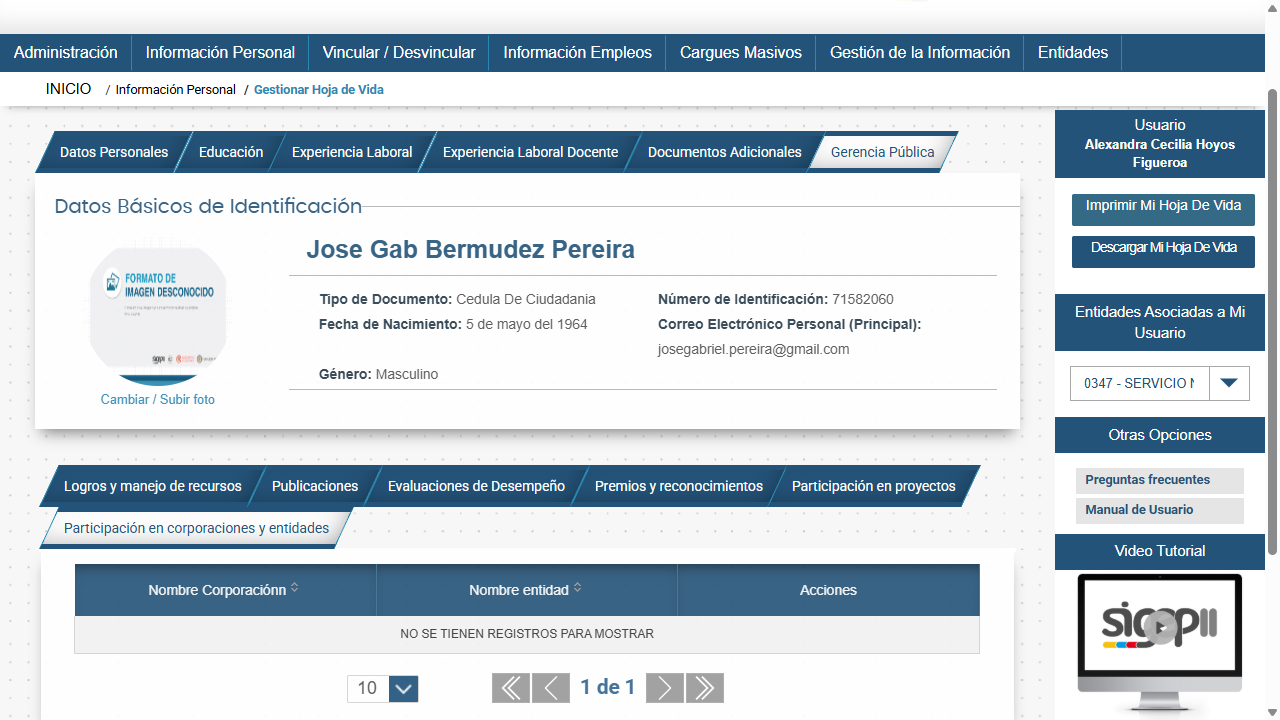 Administración
Información Personal
Vincular / Desvincular
Información Empleos
Cargues Masivos
Gestión de la Información
Entidades
INICIO / Información Personal / Gestionar Hoja de Vida
Datos Personales
Educación
Experiencia Laboral
Experiencia Laboral Docente
Documentos Adicionales
Gerencia Pública
Datos Básicos de Identificación
FORMATO DE
IMAGEN DESCONOCIDO
Cambiar / Subir foto
Jose Gab Bermudez Pereira
Tipo de Documento: Cedula De Ciudadania
Número de Identificación: 71582060
Fecha de Nacimiento: 5 de mayo del 1964
Correo Electrónico Personal (Principal):
josegabriel.pereira@gmail.com
Género: Masculino
Logros y manejo de recursos
Publicaciones
Evaluaciones de Desempeño
Premios y reconocimientos
Participación en proyectos
Participación en corporaciones y entidades
Nombre Corporaciónn
Nombre entidad
Acciones
NO SE TIENEN REGISTROS PARA MOSTRAR
10
1 de 1
Usuario
Alexandra Cecilia Hoyos
Figueroa
Imprimir Mi Hoja De Vida
Descargar Mi Hoja De Vida
Entidades Asociadas a Mi
Usuario
0347 - SERVICIO
Otras Opciones
Preguntas frecuentes
Manual de Usuario
Video Tutorial
sigepII